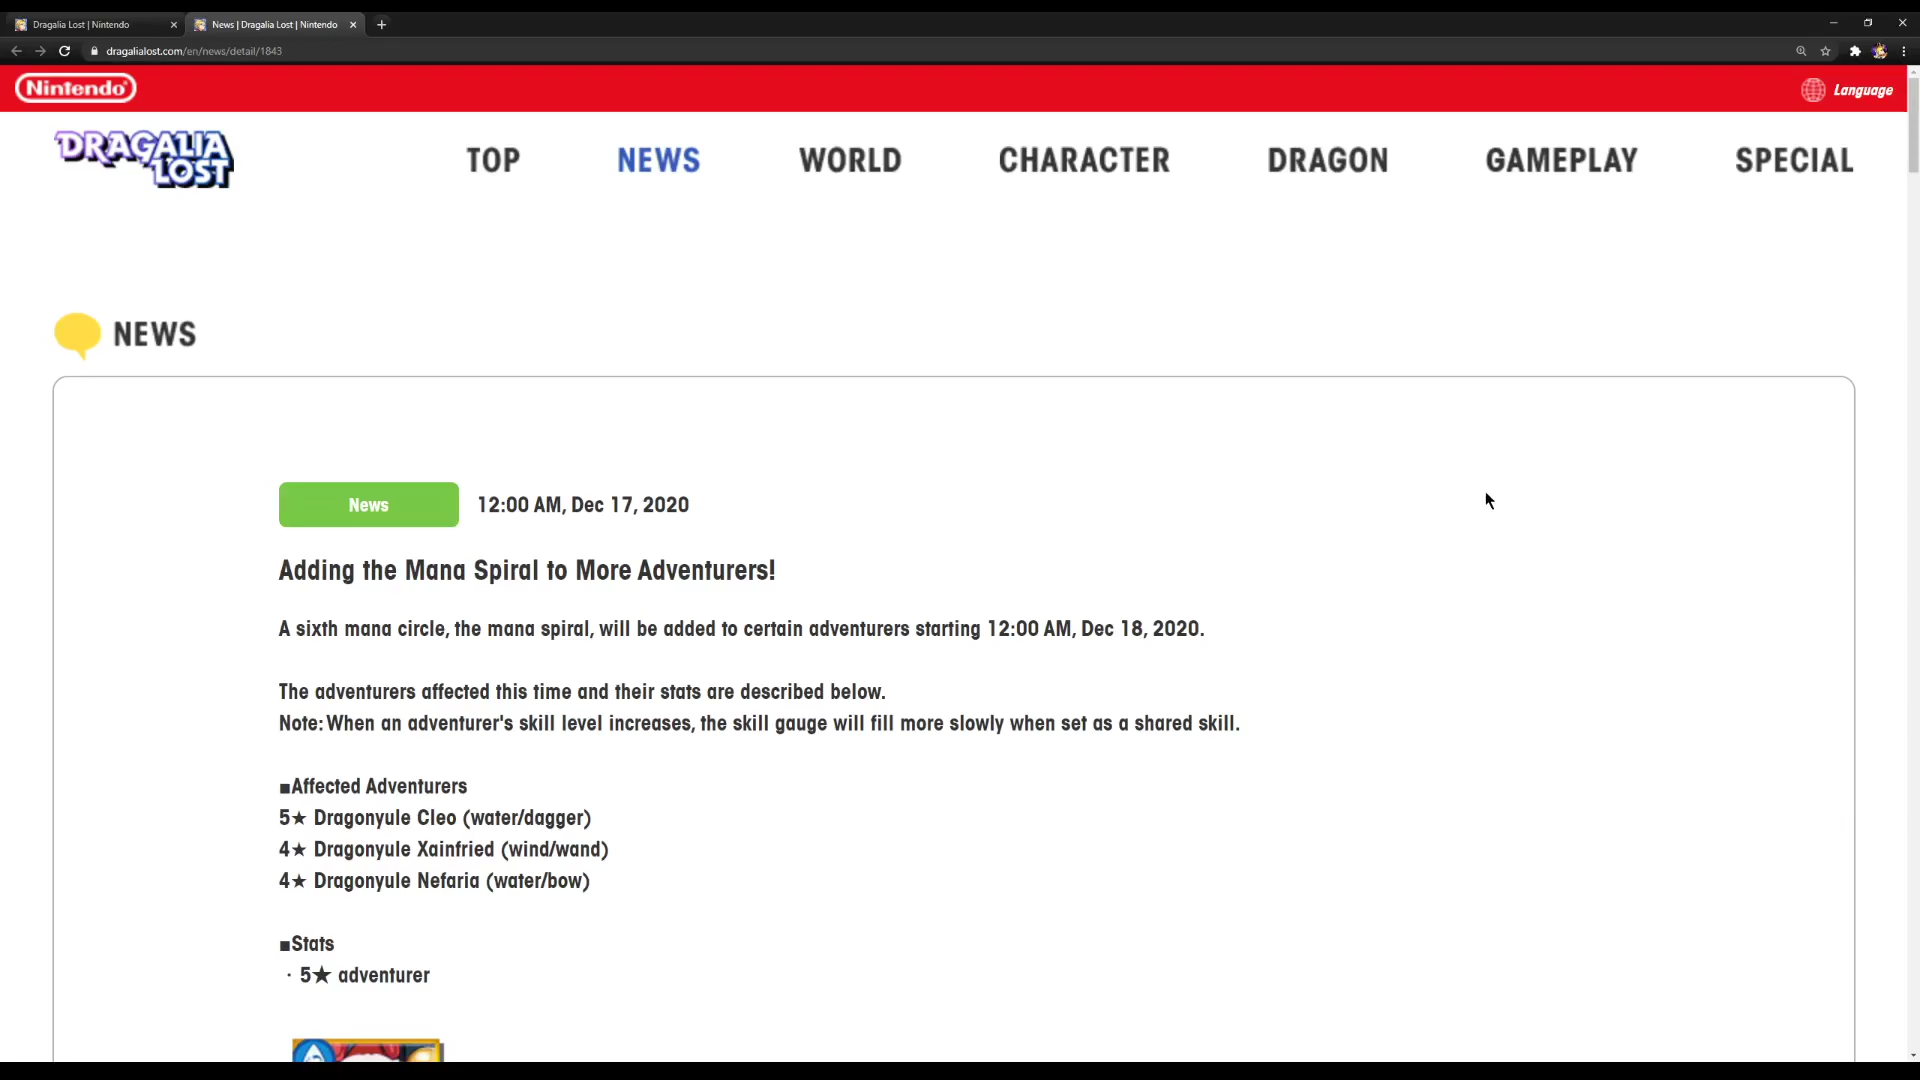 Dragalia Lost | Nintendo
News | Dragalia Lost | Nintendo
dragalialost.com/en/news/detail/1843
Nintendo
Language
DRAGALIA LOST
TOP NEWS WORLD CHARACTER DRAGON GAMEPLAY SPECIAL
NEWS
News 12:00 AM, Dec 17, 2020
Adding the Mana Spiral to More Adventurers!
A sixth mana circle, the mana spiral, will be added to certain adventurers starting 12:00 AM, Dec 18, 2020.
The adventurers affected this time and their stats are described below.
Note: When an adventurer's skill level increases, the skill gauge will fill more slowly when set as a shared skill.
■Affected Adventurers
5★ Dragonyule Cleo (water/dagger)
4★ Dragonyule Xainfried (wind/wand)
4★ Dragonyule Nefaria (water/bow)
■Stats
・5★ adventurer